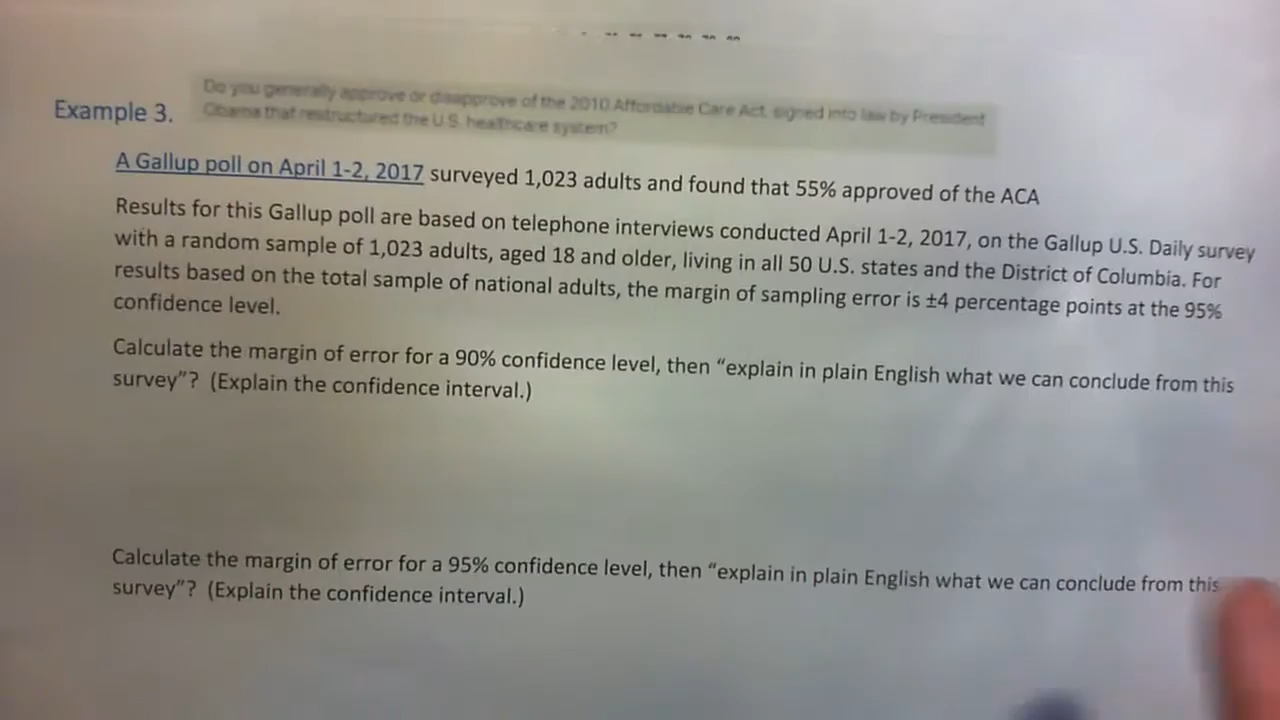 Do you generally approve or disapprove of the 2010 Affordable Care Act, signed into law by President
Obama that restructured the U.S. healthcare system?
Example 3.
A Gallup poll on April 1-2, 2017 surveyed 1,023 adults and found that 55% approved of the ACA
Results for this Gallup poll are based on telephone interviews conducted April 1-2, 2017, on the Gallup U.S. Daily survey
with a random sample of 1,023 adults, aged 18 and older, living in all 50 U.S. states and the District of Columbia. For
results based on the total sample of national adults, the margin of sampling error is ±4 percentage points at the 95%
confidence level.
Calculate the margin of error for a 90% confidence level, then “explain in plain English what we can conclude from this
survey”? (Explain the confidence interval.)
Calculate the margin of error for a 95% confidence level, then “explain in plain English what we can conclude from this
survey”? (Explain the confidence interval.)